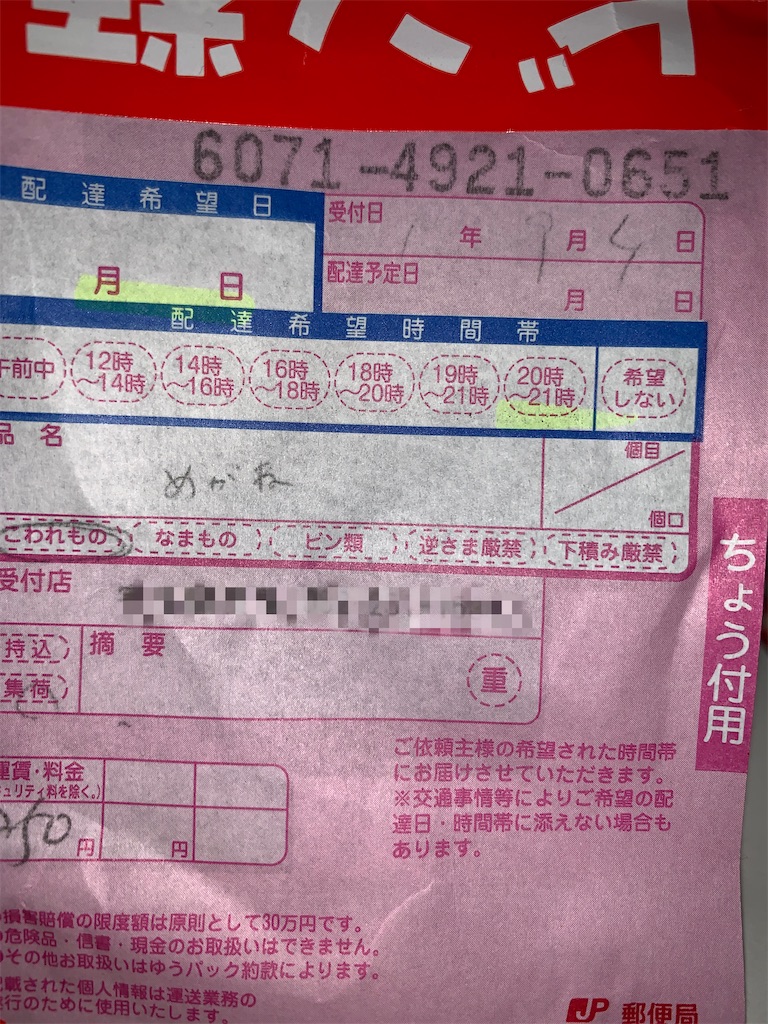 6071-4921-0651
配達希望日
受付日
年 月 日
月 日
配達予定日
月 日
配達希望時間帯
午前中
12時~14時
14時~16時
16時~18時
18時~20時
19時~21時
20時~21時
希望しない
品名
めがね
個目
個口
こわれもの なまもの ビン類 逆さま厳禁 下積み厳禁
受付店
持込
摘要
重
集荷
ちょう付用
運賃・料金
円 円
ご依頼主様の希望された時間帯
にお届けさせていただきます。
※交通事情等によりご希望の配
達日・時間帯に添えない場合も
あります。
損害賠償の限度額は原則として30万円です。
危険品・信書・現金のお取扱いはできません。
その他お取扱いはゆうパック約款によります。
記載された個人情報は運送業務の
のために使用いたします。
JP 郵便局